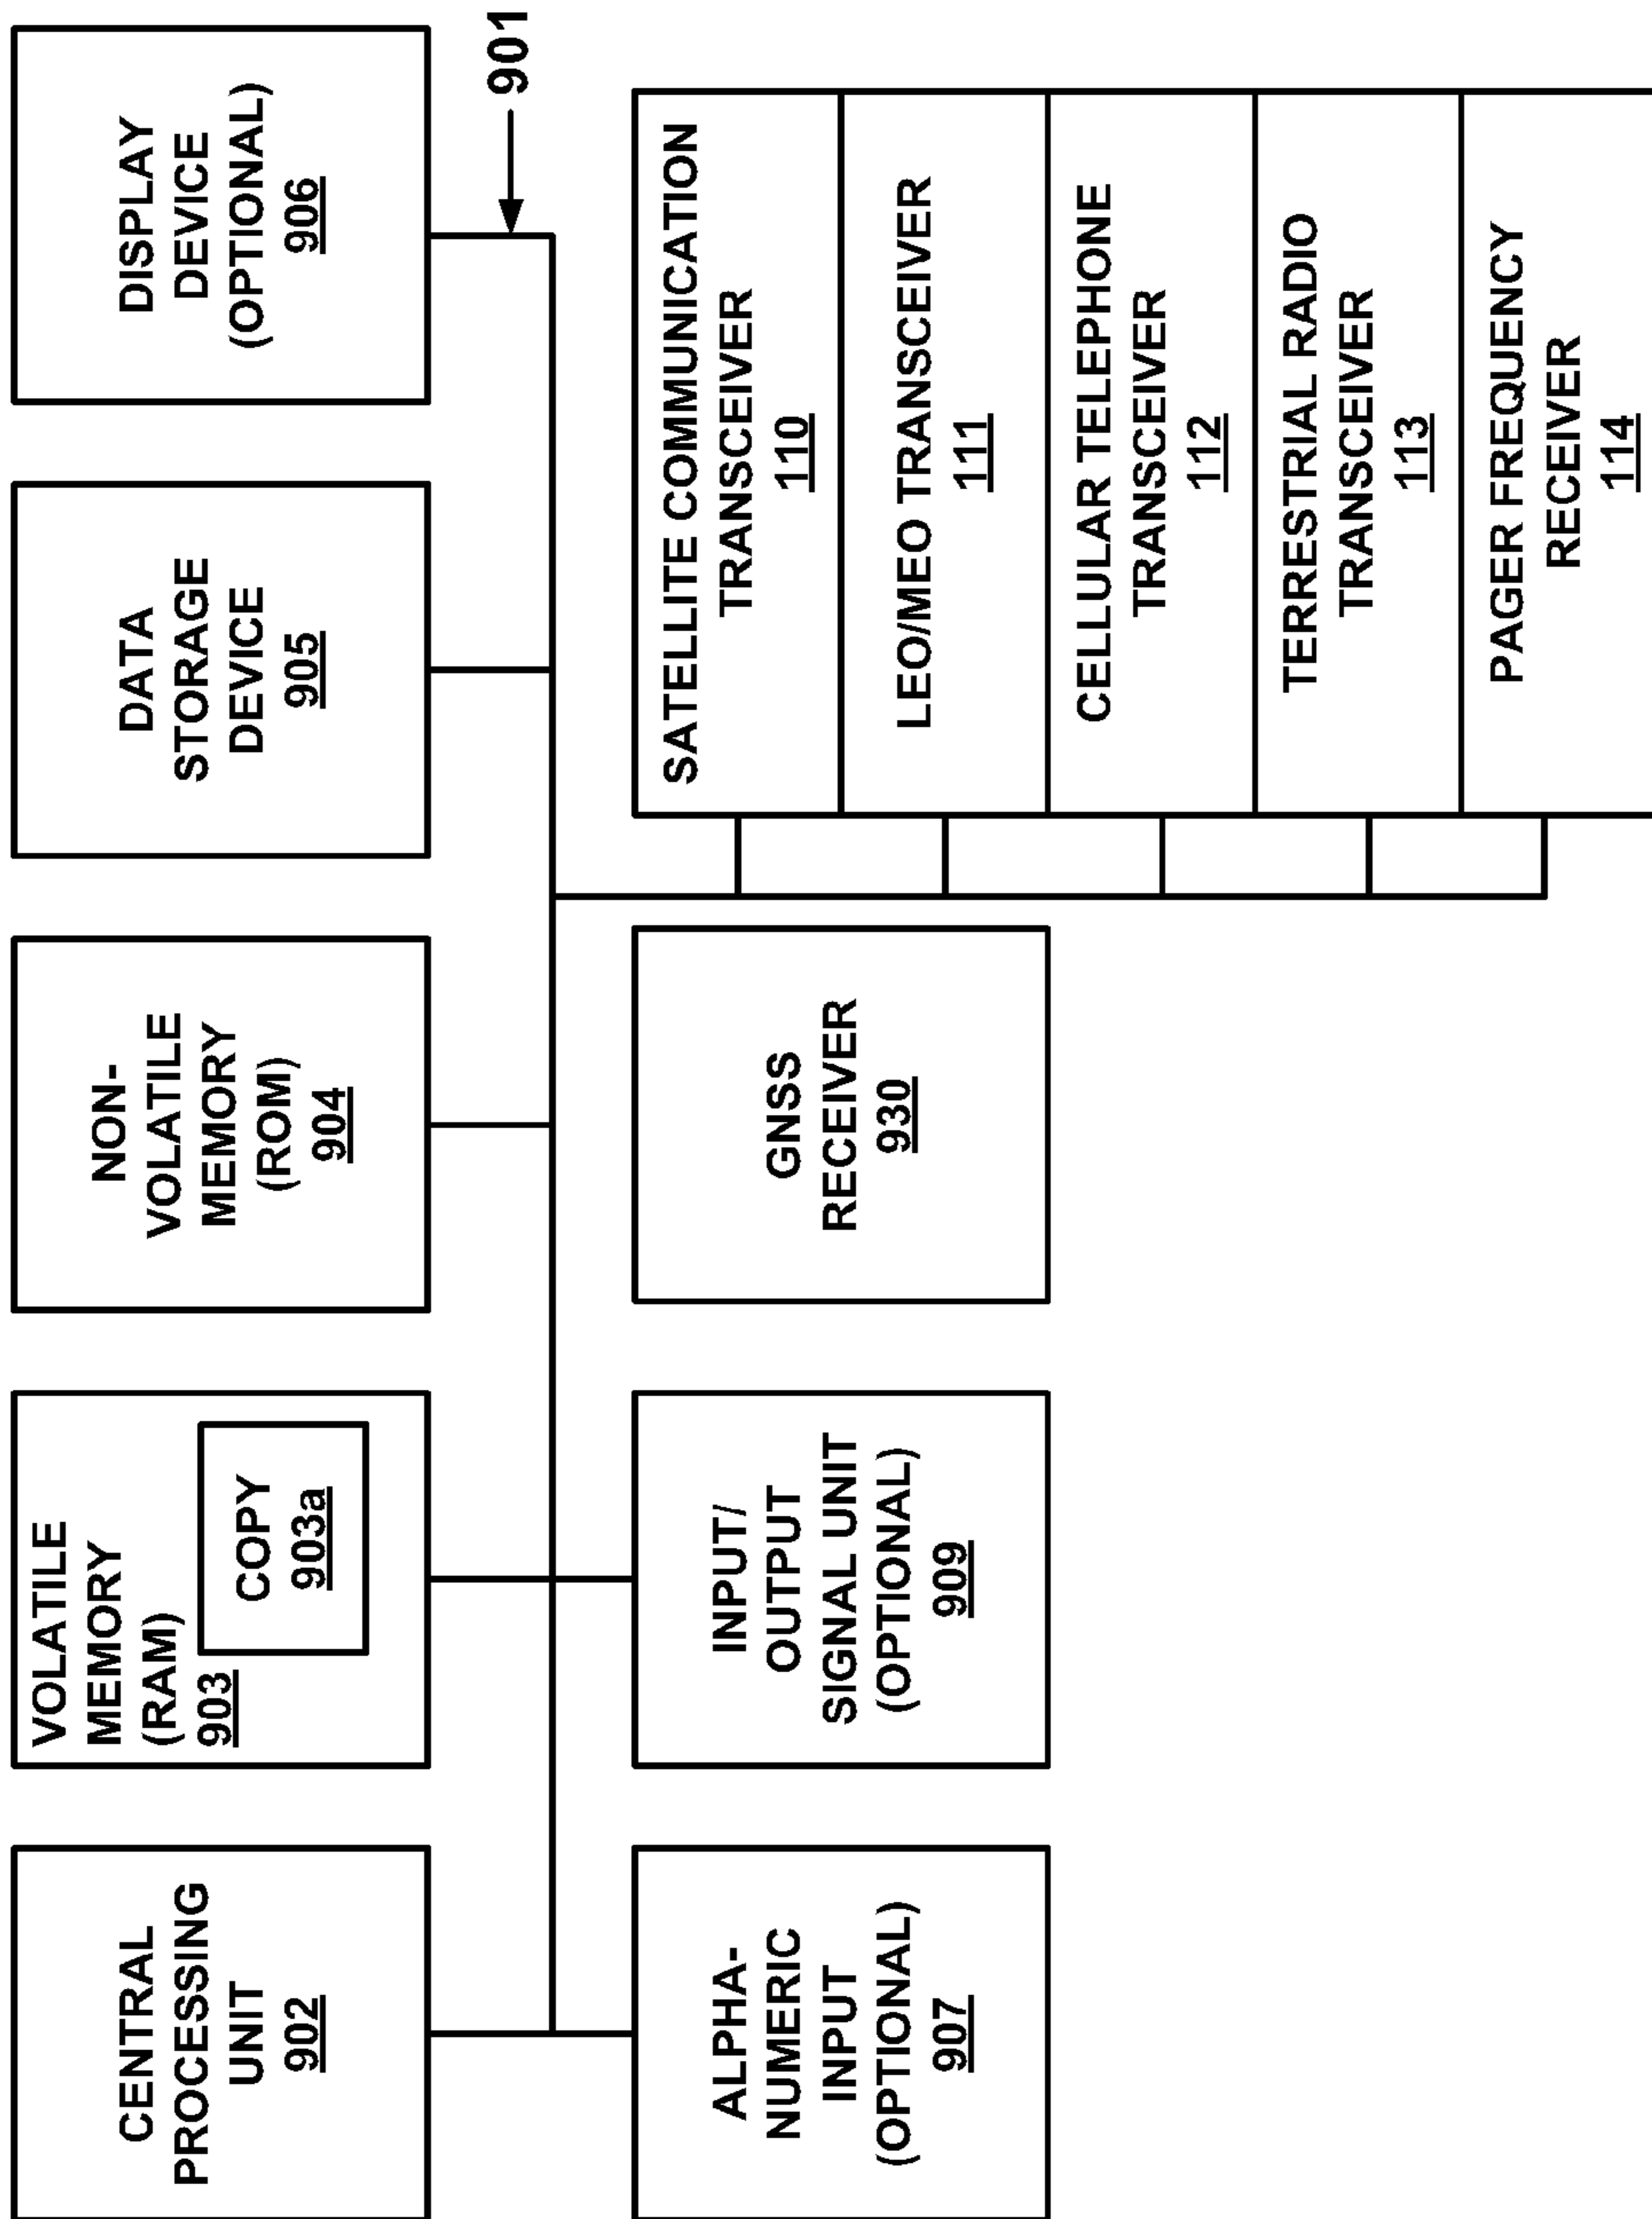 CENTRAL
PROCESSING
UNIT
902
VOLATILE
MEMORY
(RAM)
903
COPY
903a
NON-
VOLATILE
MEMORY
(ROM)
904
DATA
STORAGE
DEVICE
905
DISPLAY
DEVICE
(OPTIONAL)
906
901
ALPHA-
NUMERIC
INPUT
(OPTIONAL)
907
INPUT/
OUTPUT
SIGNAL UNIT
(OPTIONAL)
909
GNSS
RECEIVER
930
SATELLITE COMMUNICATION
TRANSCEIVER
110
LEO/MEO TRANSCEIVER
111
CELLULAR TELEPHONE
TRANSCEIVER
112
TERRESTRIAL RADIO
TRANSCEIVER
113
PAGER FREQUENCY
RECEIVER
114